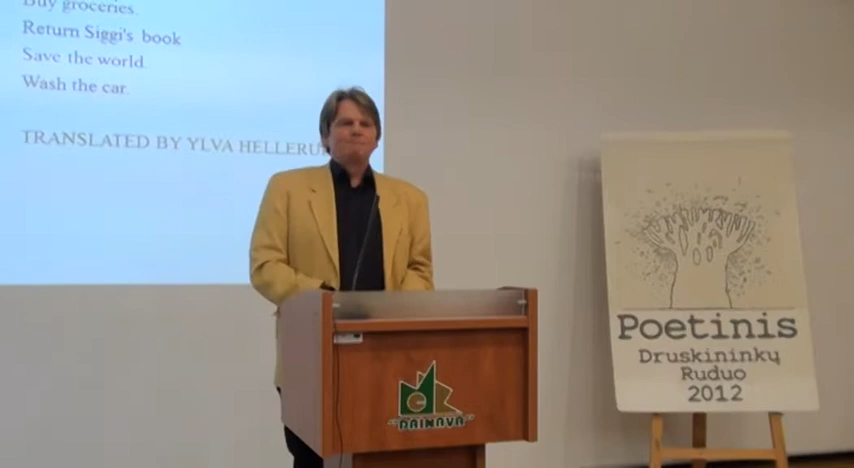 Buy groceries.
Return Siggi's book
Save the world.
Wash the car.
TRANSLATED BY YLVA HELLERUD
Poetinis
Druskininkų
Ruduo
2012
DAINAVA